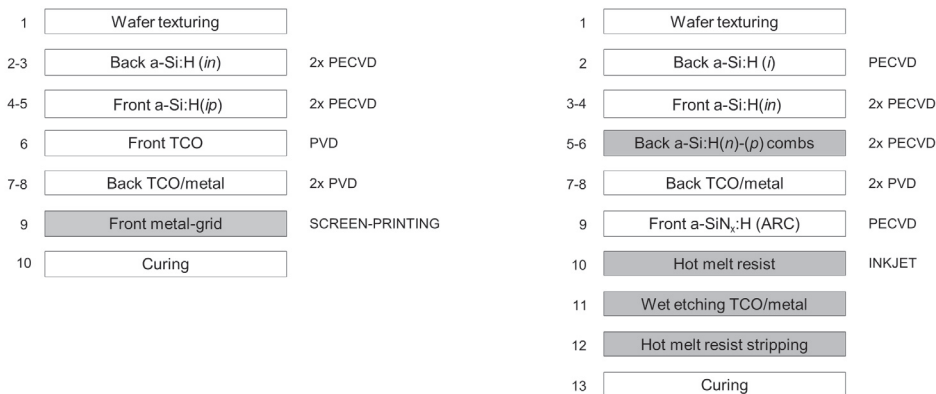 1 Wafer texturing
2-3 Back a-Si:H (in) 2x PECVD
4-5 Front a-Si:H(ip) 2x PECVD
6 Front TCO PVD
7-8 Back TCO/metal 2x PVD
9 Front metal-grid SCREEN-PRINTING
10 Curing
1 Wafer texturing
2 Back a-Si:H (i) PECVD
3-4 Front a-Si:H(in) 2x PECVD
5-6 Back a-Si:H(n)-(p) combs 2x PECVD
7-8 Back TCO/metal 2x PVD
9 Front a-SiNx:H (ARC) PECVD
10 Hot melt resist INKJET
11 Wet etching TCO/metal
12 Hot melt resist stripping
13 Curing